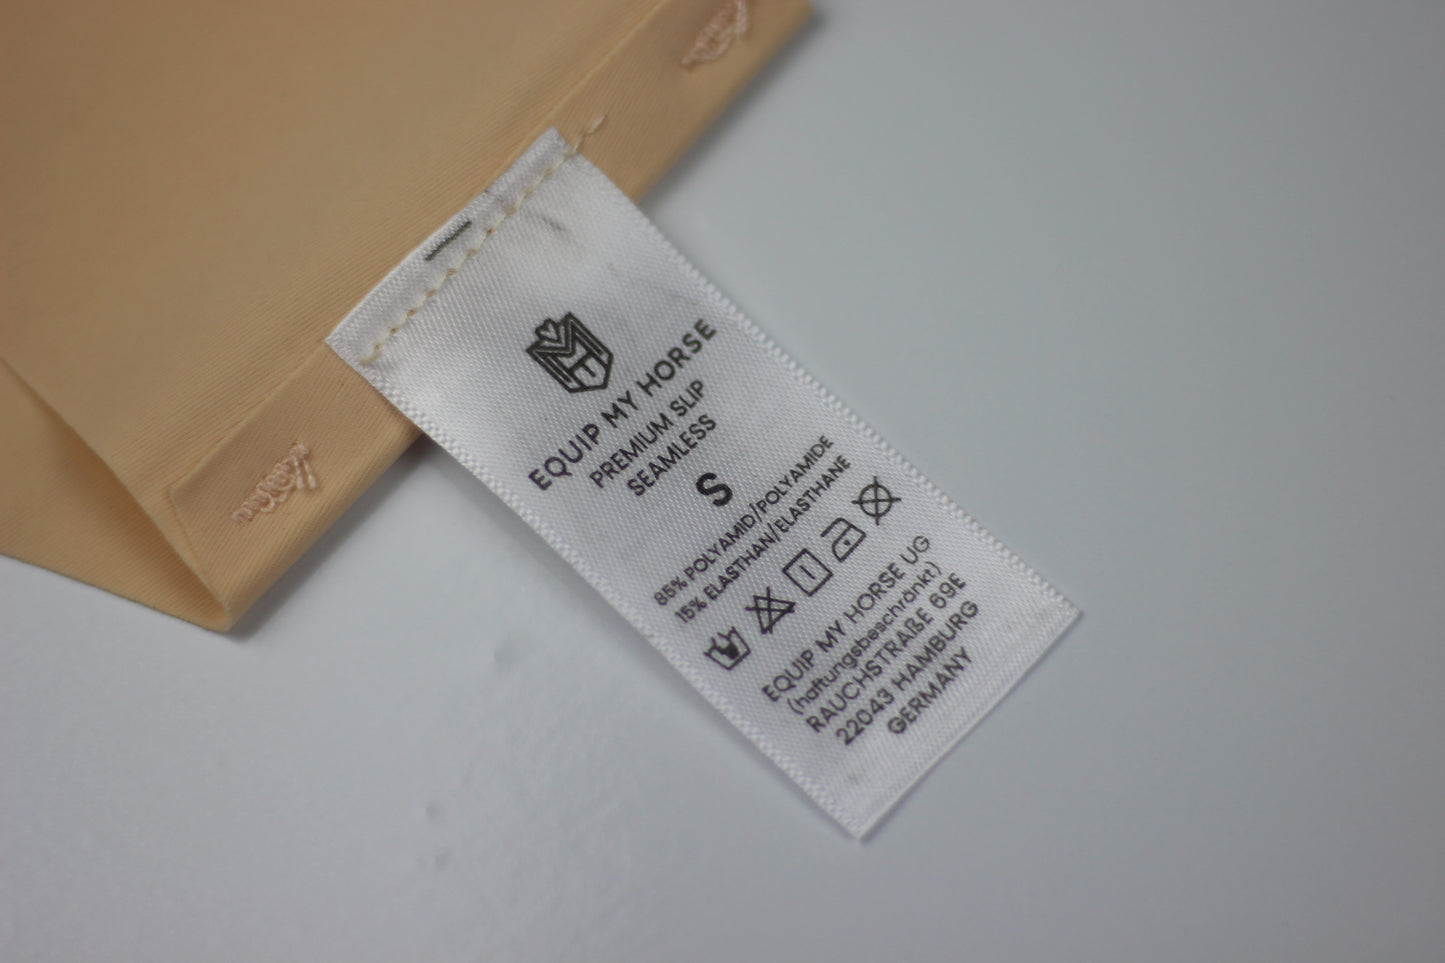 EQUIP MY HORSE
PREMIUM SLIP
SEAMLESS
S
85% POLYAMID/POLYAMIDE
15% ELASTHAN/ELASTHANE
EQUIP MY HORSE UG
(haftungsbeschränkt)
RAUCHSTRAßE 69E
22043 HAMBURG
GERMANY